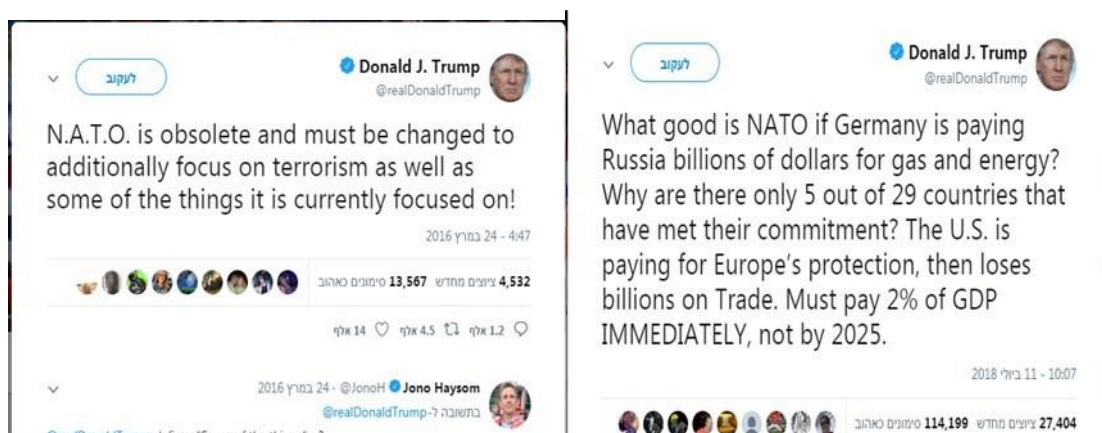 Donald J. Trump
@realDonaldTrump
לעקוב
N.A.T.O. is obsolete and must be changed to
additionally focus on terrorism as well as
some of the things it is currently focused on!
4:47 - 24 במרץ 2016
4,532 ציוצים מחדש 13,567 סימונים כאהוב
1.2 אלף 4.5 אלף 14 אלף
Jono Haysom @JonoH · 24 במרץ 2016
בתשובה ל-@realDonaldTrump
Donald J. Trump
@realDonaldTrump
לעקוב
What good is NATO if Germany is paying
Russia billions of dollars for gas and energy?
Why are there only 5 out of 29 countries that
have met their commitment? The U.S. is
paying for Europe's protection, then loses
billions on Trade. Must pay 2% of GDP
IMMEDIATELY, not by 2025.
10:07 - 11 ביולי 2018
27,404 ציוצים מחדש 114,199 סימונים כאהוב